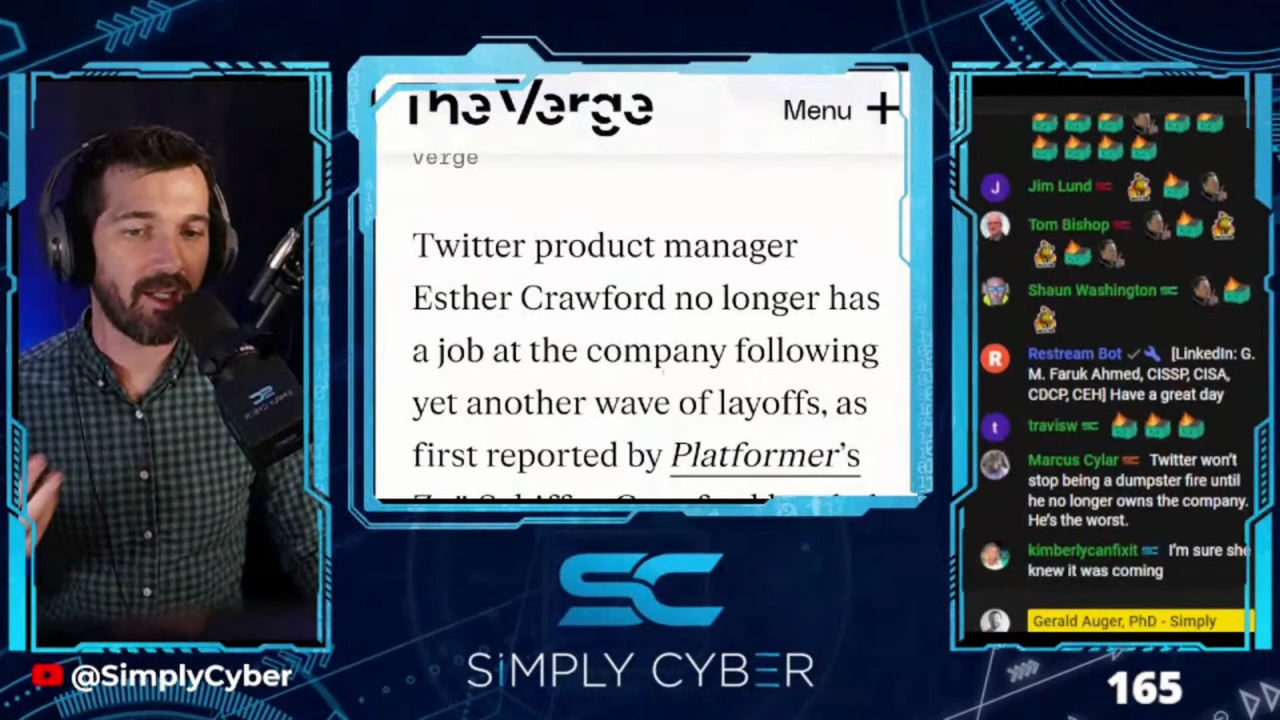 The Verge
Menu +
verge
Twitter product manager
Esther Crawford no longer has
a job at the company following
yet another wave of layoffs, as
first reported by Platformer's
SC
SIMPLY CYBER
@SimplyCyber
J
Jim Lund
Tom Bishop
Shaun Washington
R
Restream Bot [LinkedIn: G.
M. Faruk Ahmed, CISSP, CISA,
CDCP, CEH] Have a great day
t
travisw
Marcus Cylar Twitter won't
stop being a dumpster fire until
he no longer owns the company.
He's the worst.
kimberlycanfixit I'm sure she
knew it was coming
Gerald Auger, PhD - Simply
165